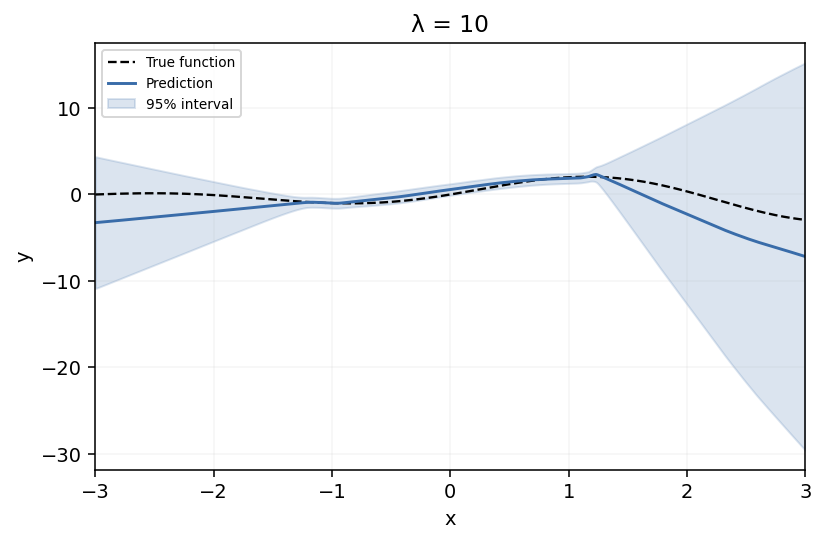 λ = 10
True function
Prediction
95% interval
y
10
0
−10
−20
−30
−3 −2 −1 0 1 2 3
x